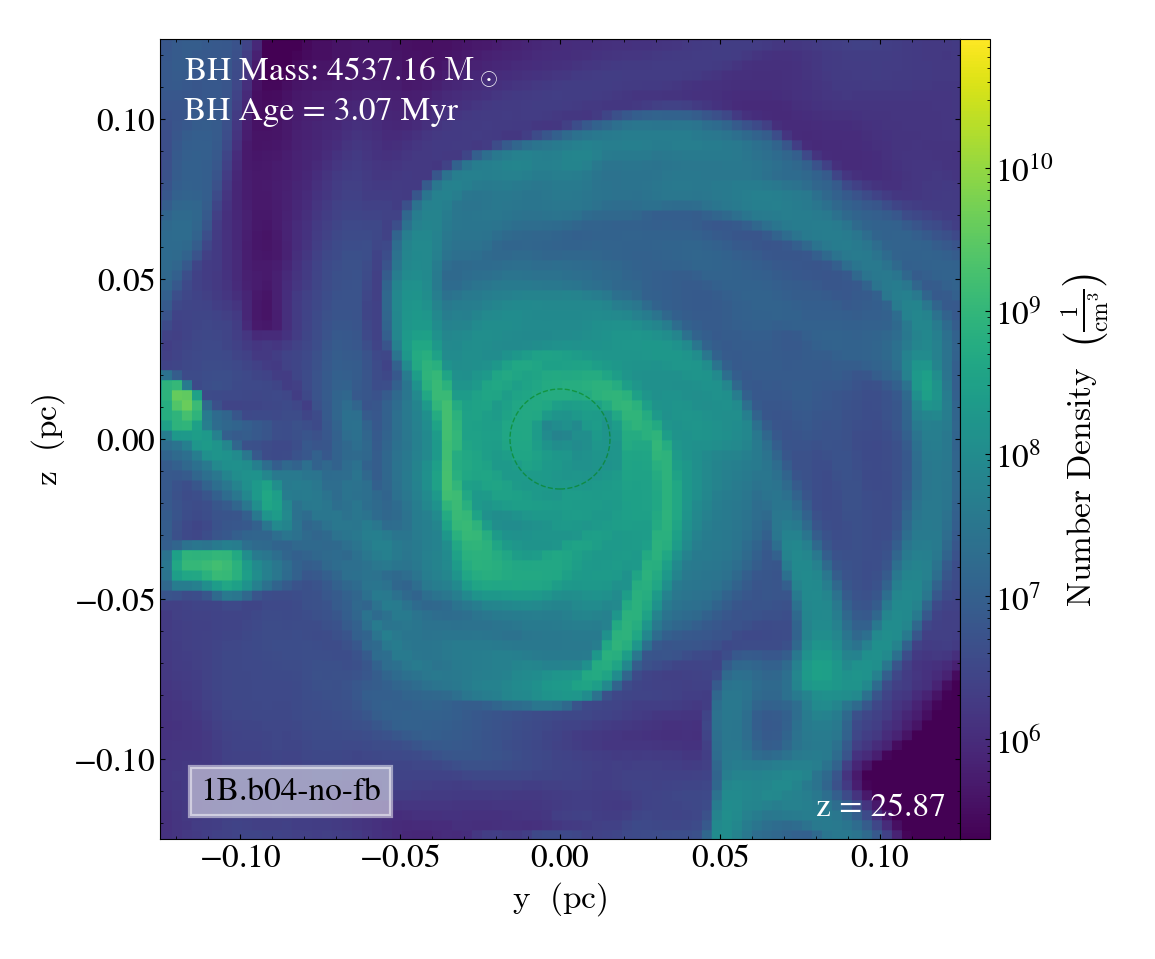 BH Mass: 4537.16 M☉
BH Age = 3.07 Myr
1B.b04-no-fb
z = 25.87
0.10
0.05
0.00
−0.05
−0.10
z (pc)
−0.10 −0.05 0.00 0.05 0.10
y (pc)
10¹⁰
10⁹
10⁸
10⁷
10⁶
Number Density (1/cm³)